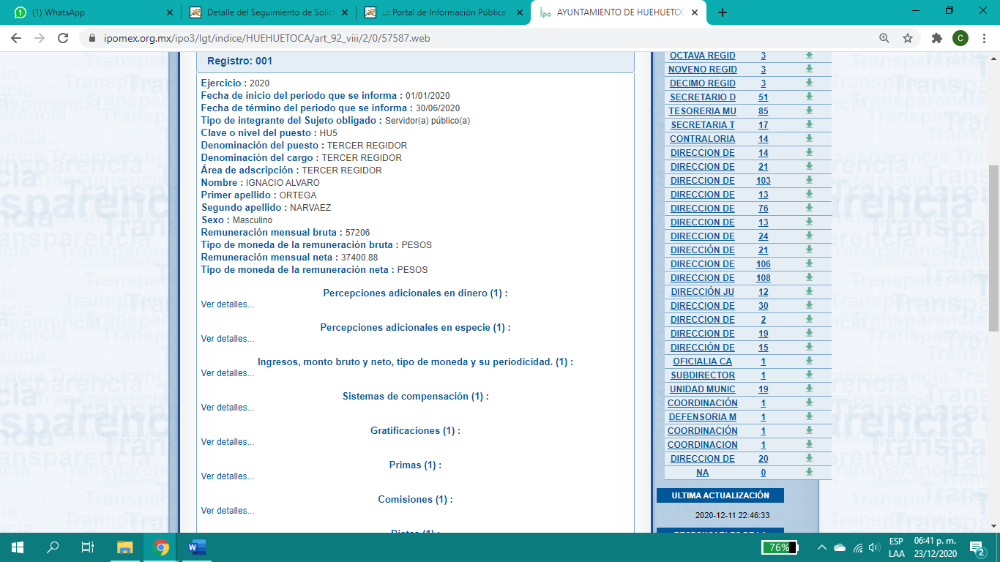 (1) WhatsApp
Detalle del Seguimiento de Solic
..:: Portal de Información Pública
ipo AYUNTAMIENTO DE HUEHUETOC
ipomex.org.mx/ipo3/lgt/indice/HUEHUETOCA/art_92_viii/2/0/57587.web
C
Registro: 001
Ejercicio : 2020
Fecha de inicio del periodo que se informa : 01/01/2020
Fecha de término del periodo que se informa : 30/06/2020
Tipo de integrante del Sujeto obligado : Servidor(a) público(a)
Clave o nivel del puesto : HU5
Denominación del puesto : TERCER REGIDOR
Denominación del cargo : TERCER REGIDOR
Área de adscripción : TERCER REGIDOR
Nombre : IGNACIO ALVARO
Primer apellido : ORTEGA
Segundo apellido : NARVAEZ
Sexo : Masculino
Remuneración mensual bruta : 57206
Tipo de moneda de la remuneración bruta : PESOS
Remuneración mensual neta : 37400.88
Tipo de moneda de la remuneración neta : PESOS
Percepciones adicionales en dinero (1) :
Ver detalles...
Percepciones adicionales en especie (1) :
Ver detalles...
Ingresos, monto bruto y neto, tipo de moneda y su periodicidad. (1) :
Ver detalles...
Sistemas de compensación (1) :
Ver detalles...
Gratificaciones (1) :
Ver detalles...
Primas (1) :
Ver detalles...
Comisiones (1) :
Ver detalles...
Dietas (1) :
OCTAVA REGID 3
NOVENO REGID 3
DECIMO REGID 3
SECRETARIO D 51
TESORERIA MU 85
SECRETARIA T 17
CONTRALORIA 14
DIRECCION DE 14
DIRECCION DE 21
DIRECCION DE 103
DIRECCION DE 13
DIRECCION DE 76
DIRECCION DE 13
DIRECCION DE 24
DIRECCIÓN DE 21
DIRECCION DE 106
DIRECCION DE 108
DIRECCIÓN JU 12
DIRECCION DE 30
DIRECCION DE 2
DIRECCION DE 19
DIRECCIÓN DE 15
OFICIALIA CA 1
SUBDIRECTOR 1
UNIDAD MUNIC 19
COORDINACIÓN 1
DEFENSORIA M 1
COORDINACIÓN 1
COORDINACION 1
DIRECCION DE 20
NA 0
ULTIMA ACTUALIZACIÓN
2020-12-11 22:46:33
76%
ESP
LAA
06:41 p. m.
23/12/2020
2